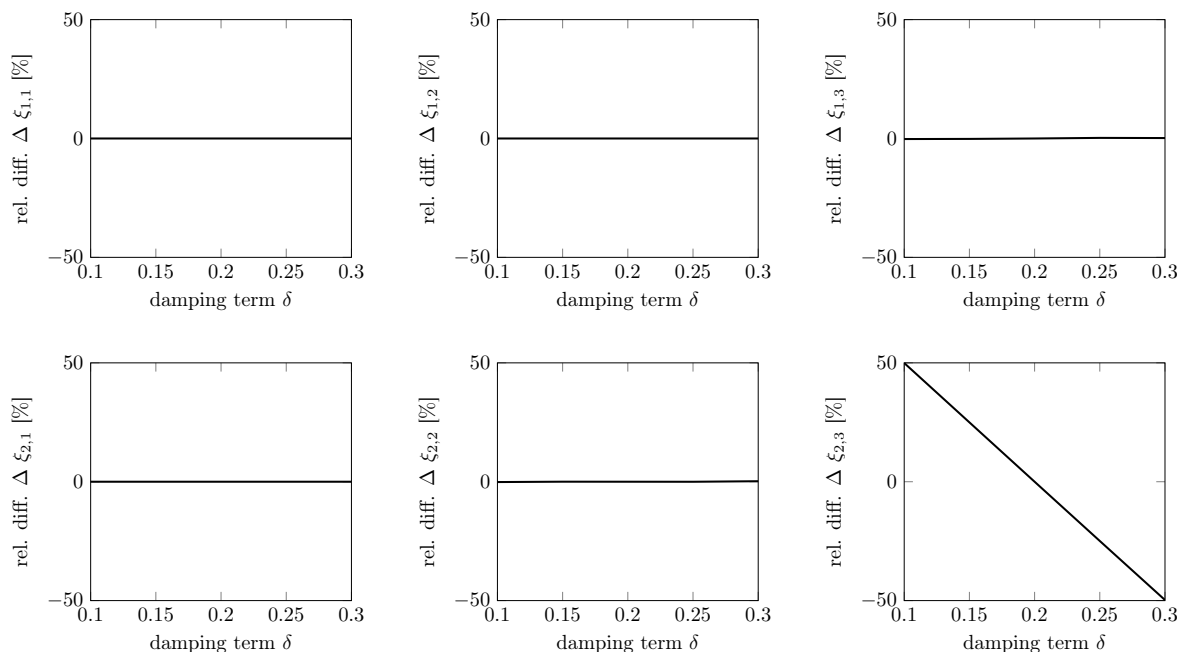 rel. diff. Δ ξ1,1 [%]
50
0
−50
0.1 0.15 0.2 0.25 0.3
damping term δ
rel. diff. Δ ξ1,2 [%]
50
0
−50
0.1 0.15 0.2 0.25 0.3
damping term δ
rel. diff. Δ ξ1,3 [%]
50
0
−50
0.1 0.15 0.2 0.25 0.3
damping term δ
rel. diff. Δ ξ2,1 [%]
50
0
−50
0.1 0.15 0.2 0.25 0.3
damping term δ
rel. diff. Δ ξ2,2 [%]
50
0
−50
0.1 0.15 0.2 0.25 0.3
damping term δ
rel. diff. Δ ξ2,3 [%]
50
0
−50
0.1 0.15 0.2 0.25 0.3
damping term δ